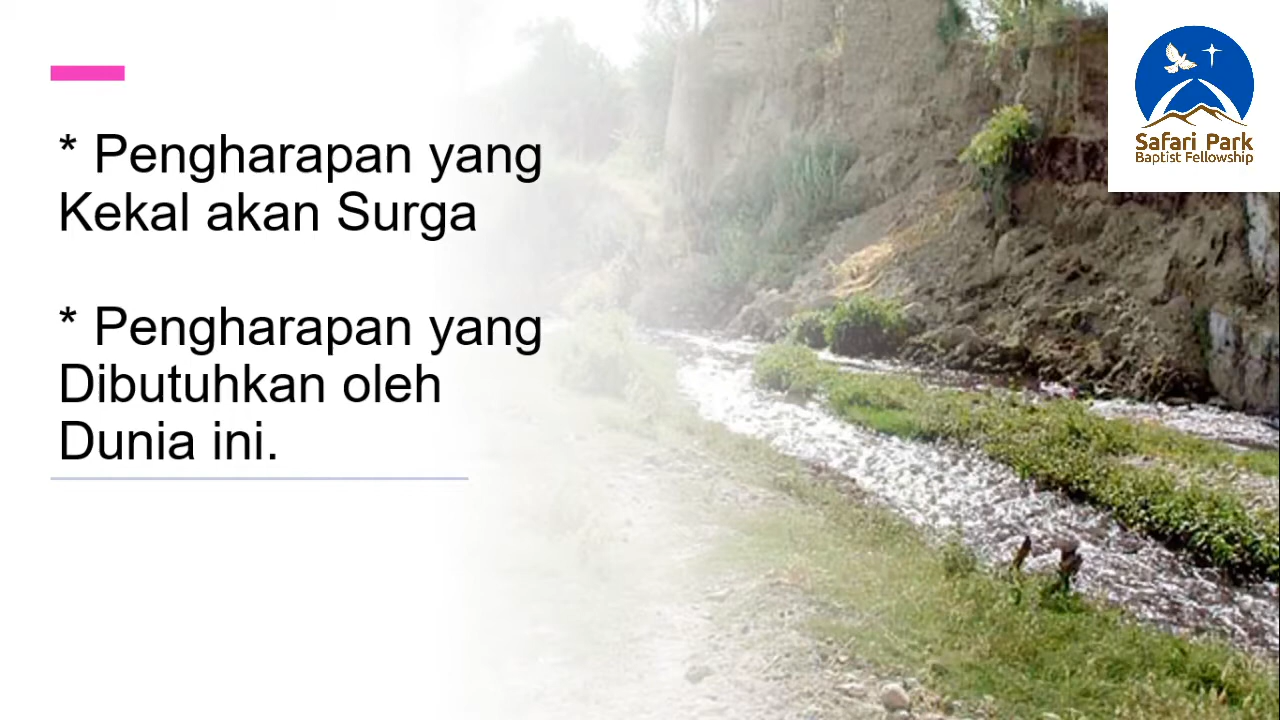 * Pengharapan yang
Kekal akan Surga
* Pengharapan yang
Dibutuhkan oleh
Dunia ini.
Safari Park
Baptist Fellowship